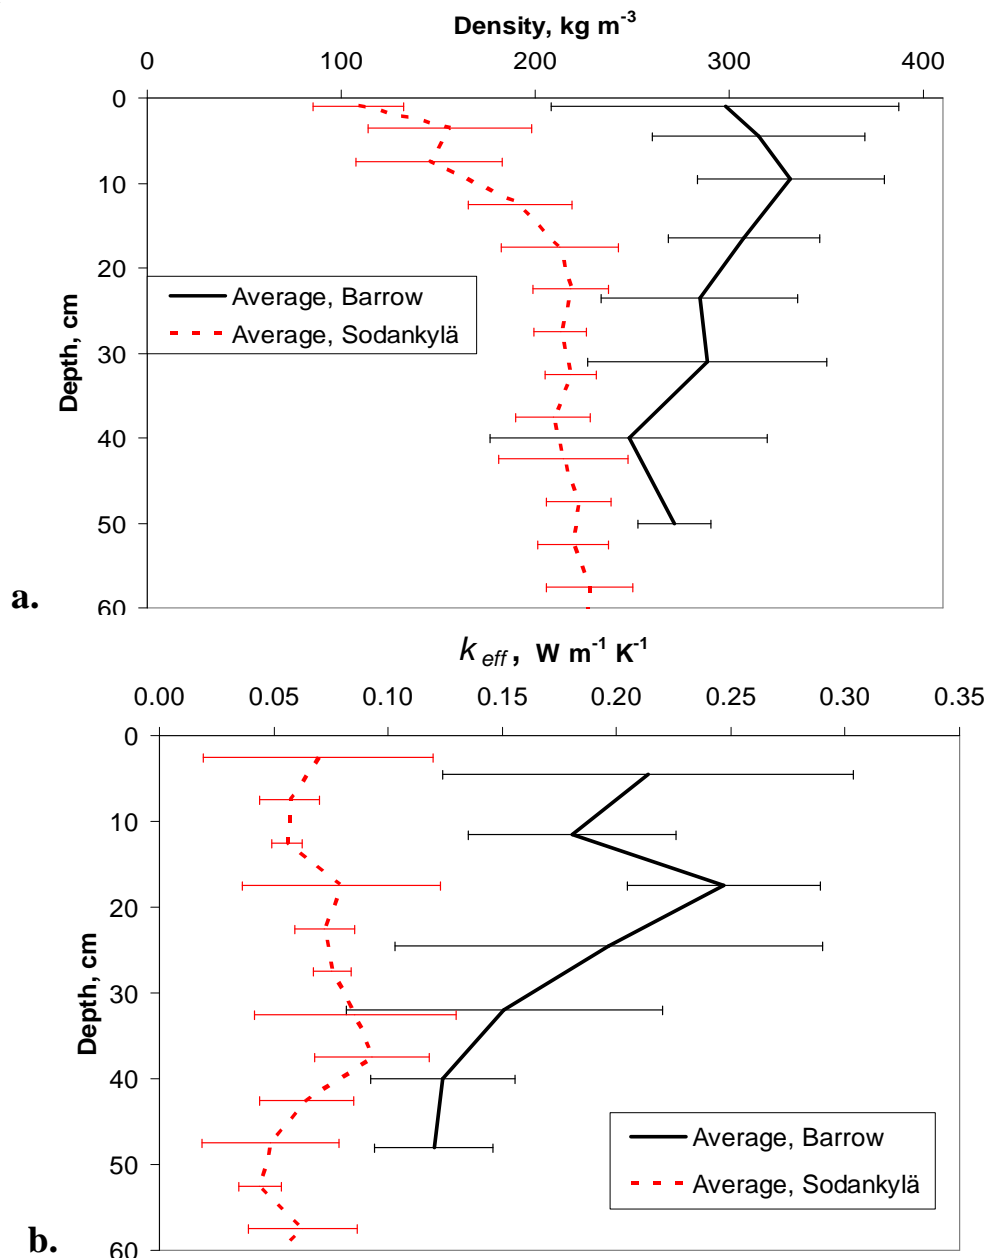 Density, kg m-3
0 100 200 300 400
0
10
20
30
40
50
60
Depth, cm
Average, Barrow
Average, Sodankylä
a.
keff, W m-1 K-1
0.00 0.05 0.10 0.15 0.20 0.25 0.30 0.35
0
10
20
30
40
50
60
Depth, cm
Average, Barrow
Average, Sodankylä
b.